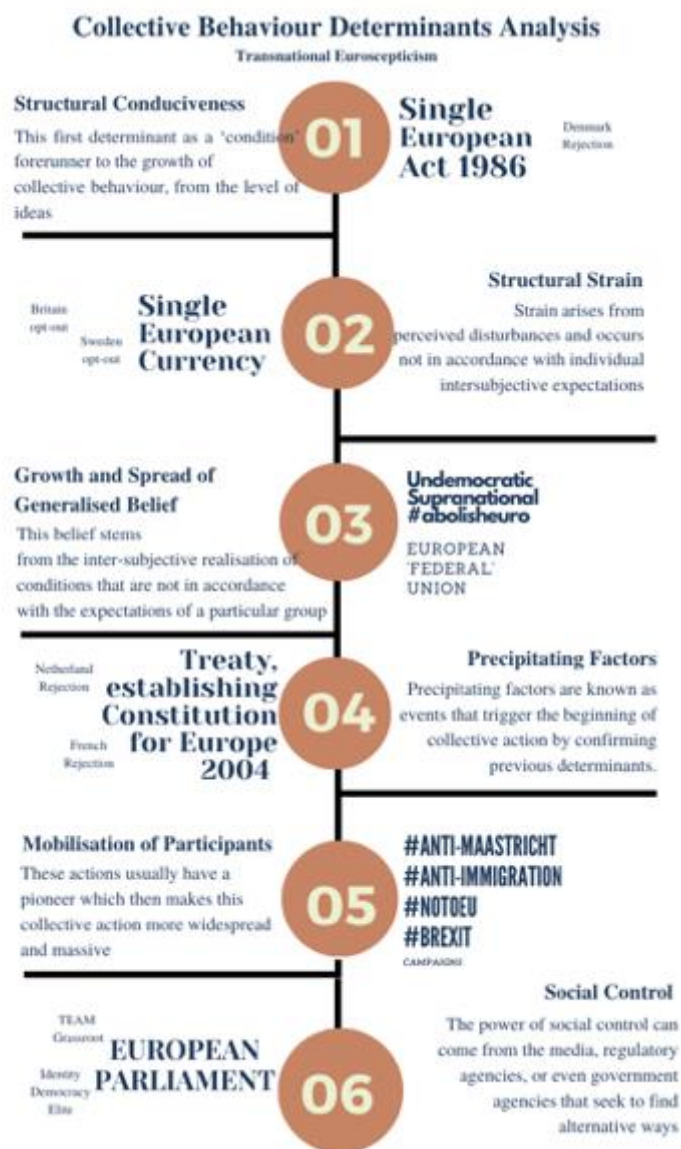 Collective Behaviour Determinants Analysis
Transnational Euroscepticism
Structural Conduciveness
This first determinant as a ‘condition’
forerunner to the growth of
collective behaviour, from the level of
ideas
01
Single
European
Act 1986
Denmark
Rejection
Britain
opt-out
Sweden
opt-out
Single
European
Currency
02
Structural Strain
Strain arises from
perceived disturbances and occurs
not in accordance with individual
intersubjective expectations
Growth and Spread of
Generalised Belief
This belief stems
from the inter-subjective realisation of
conditions that are not in accordance
with the expectations of a particular group
03
Undemocratic
Supranational
#abolisheuro
EUROPEAN
'FEDERAL'
UNION
Netherland
Rejection
French
Rejection
Treaty,
establishing
Constitution
for Europe
2004
04
Precipitating Factors
Precipitating factors are known as
events that trigger the beginning of
collective action by confirming
previous determinants.
Mobilisation of Participants
These actions usually have a
pioneer which then makes this
collective action more widespread
and massive
05
#ANTI-MAASTRICHT
#ANTI-IMMIGRATION
#NOTOEU
#BREXIT
CAMPAIGNS
TEAM
Grassroot
Identity
Democracy
Elite
EUROPEAN
PARLIAMENT
06
Social Control
The power of social control can
come from the media, regulatory
agencies, or even government
agencies that seek to find
alternative ways